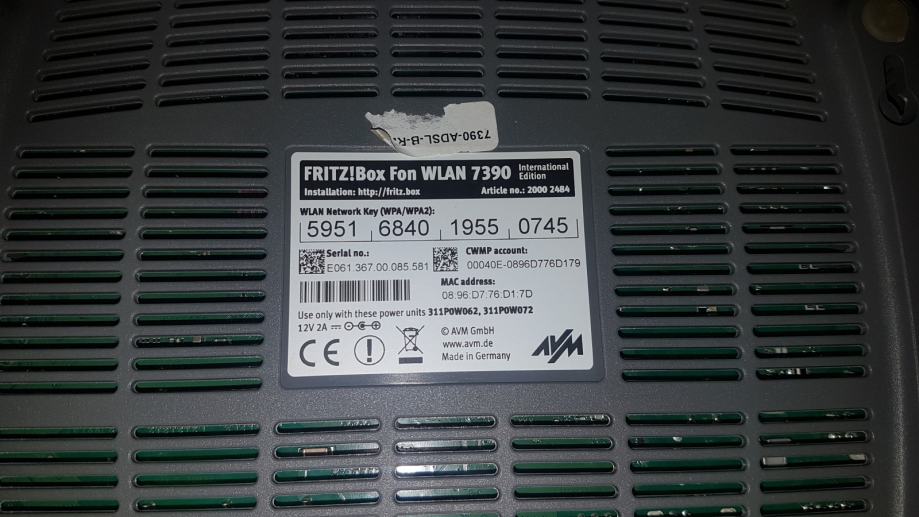 7390-ADSL-B-R.
FRITZ!Box Fon WLAN 7390 International Edition
Installation: http://fritz.box Article no.: 2000 2484
WLAN Network Key (WPA/WPA2):
5951 6840 1955 0745
Serial no.: CWMP account:
E061.367.00.085.581 00040E-0896D776D179
MAC address:
08:96:D7:76:D1:7D
Use only with these power units 311P0W062, 311P0W072
12V 2A
© AVM GmbH
www.avm.de
Made in Germany
CE
AVM